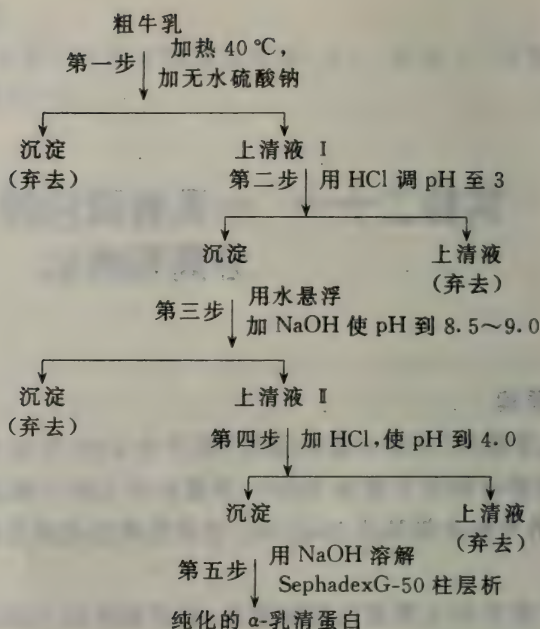 粗牛乳
第一步 加热 40 ℃,
加无水硫酸钠
沉淀 上清液 Ⅰ
(弃去)
第二步 用 HCl 调 pH 至 3
沉淀 上清液
(弃去)
第三步 用水悬浮
加 NaOH 使 pH 到 8.5~9.0
沉淀 上清液 Ⅱ
(弃去)
第四步 加 HCl,使 pH 到 4.0
沉淀 上清液
(弃去)
第五步 用 NaOH 溶解
SephadexG-50 柱层析
纯化的 α-乳清蛋白